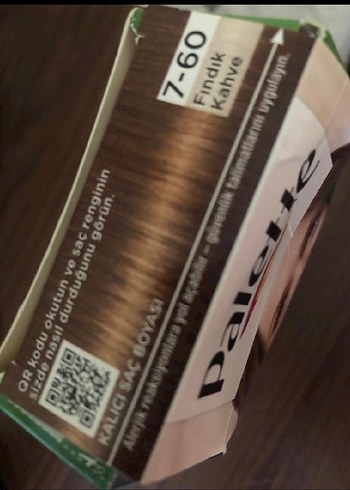 7-60
Fındık
Kahve
QR kodu okutun ve saç renginin
sizde nasıl durduğunu görün.
KALICI SAÇ BOYASI
Alerjik reaksiyonlara yol açabilir – güvenlik talimatlarını uygulayın.
Palette